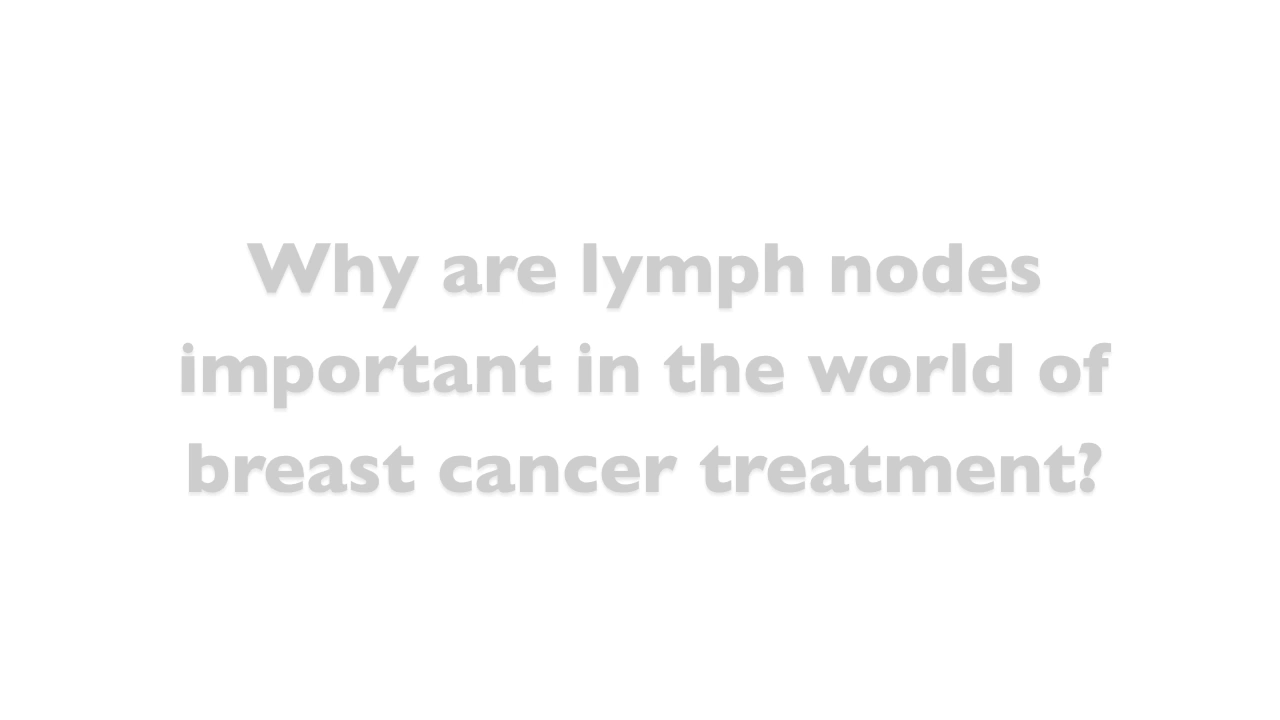 Why are lymph nodes
important in the world of
breast cancer treatment?